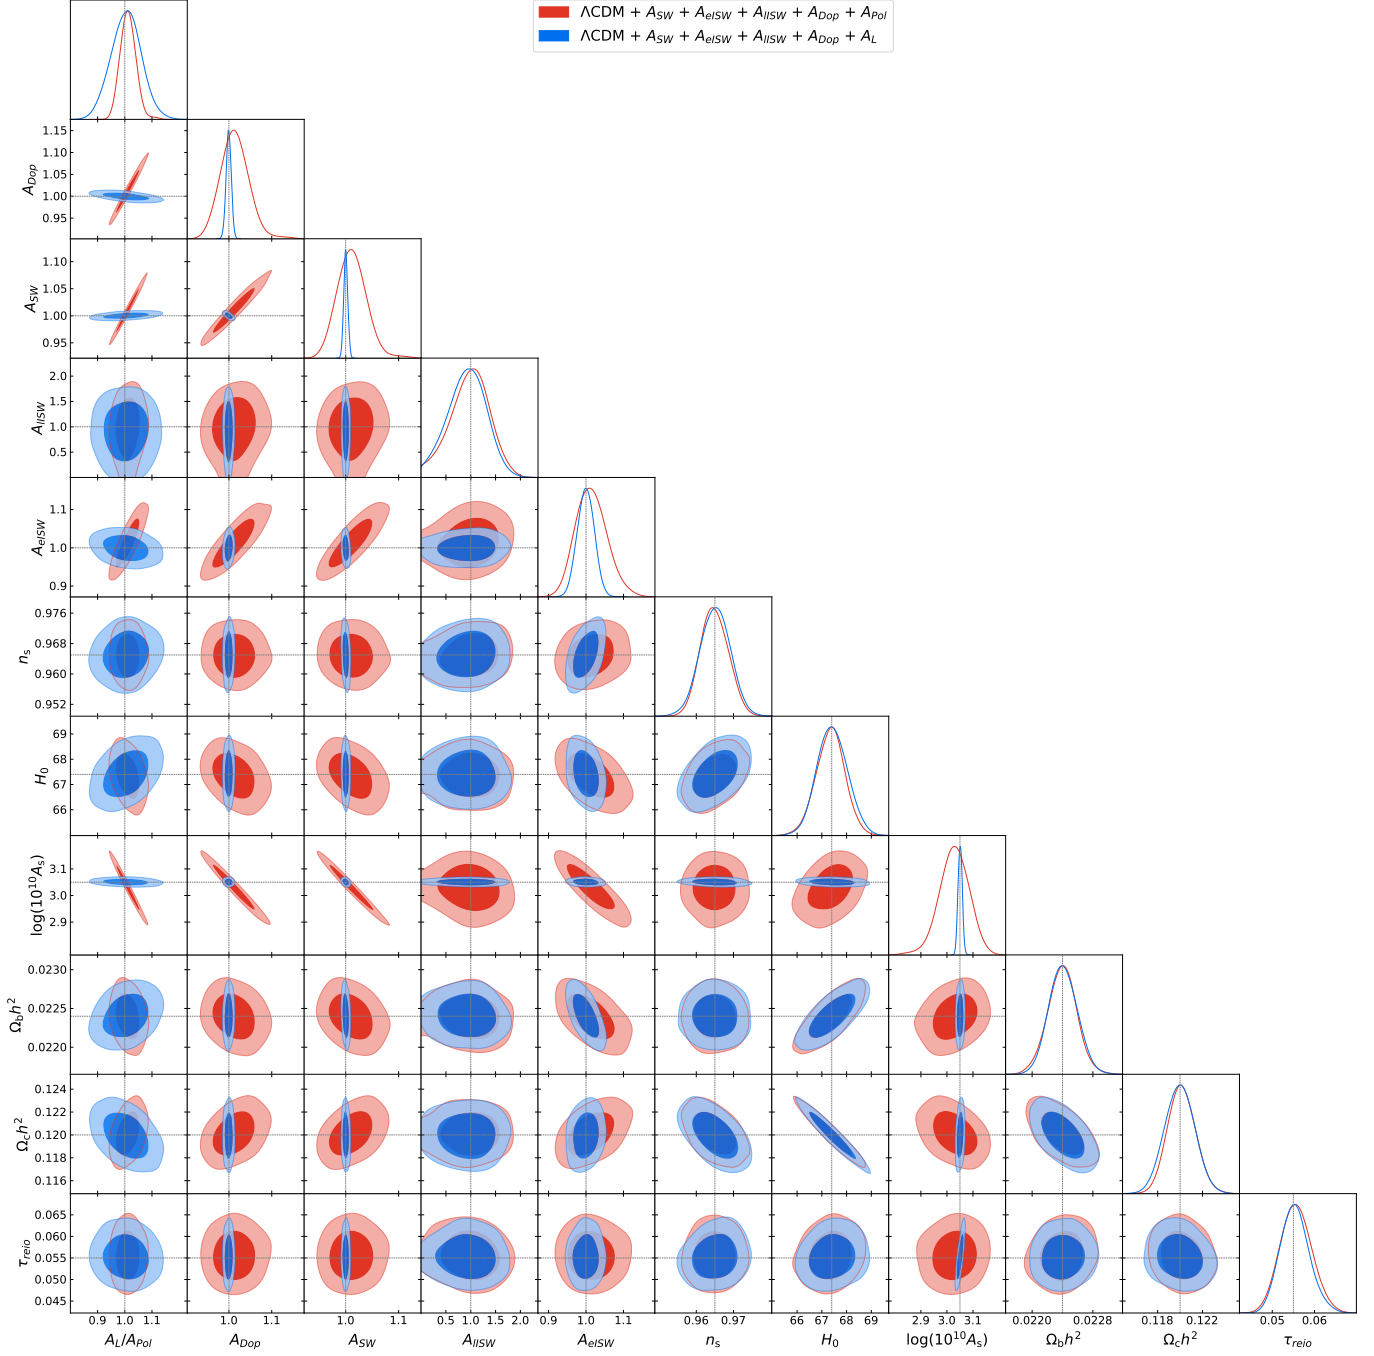 ΛCDM + A_SW + A_eISW + A_lISW + A_Dop + A_Pol
ΛCDM + A_SW + A_eISW + A_lISW + A_Dop + A_L
1.15
1.10
1.05
1.00
0.95
A_Dop
1.10
1.05
1.00
0.95
A_SW
2.0
1.5
1.0
0.5
A_lISW
1.1
1.0
0.9
A_eISW
0.976
0.968
0.960
0.952
n_s
69
68
67
66
H_0
3.1
3.0
2.9
log(10^10 A_s)
0.0230
0.0225
0.0220
Ω_b h^2
0.124
0.122
0.120
0.118
0.116
Ω_c h^2
0.065
0.060
0.055
0.050
0.045
τ_reio
0.9 1.0 1.1 1.0 1.1 1.0 1.1 0.5 1.0 1.5 2.0 0.9 1.0 1.1 0.96 0.97 66 67 68 69 2.9 3.0 3.1 0.0220 0.0228 0.118 0.122 0.05 0.06
A_L/A_Pol A_Dop A_SW A_lISW A_eISW n_s H_0 log(10^10 A_s) Ω_b h^2 Ω_c h^2 τ_reio